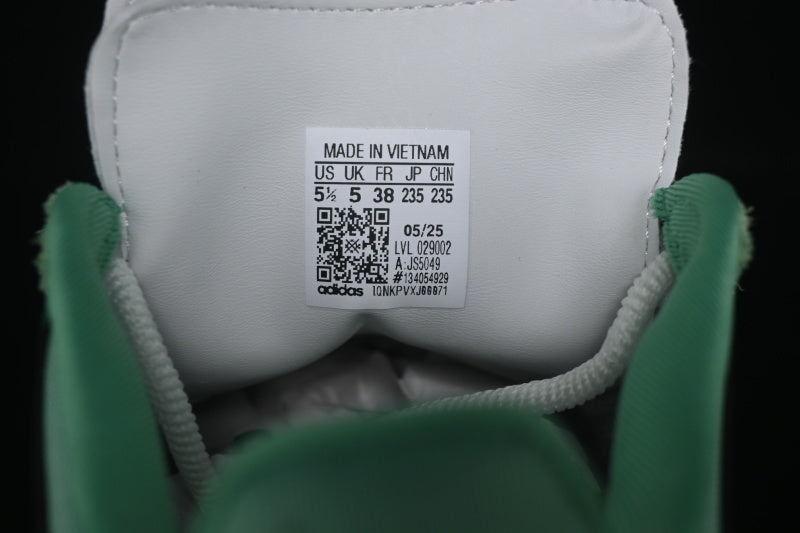 MADE IN VIETNAM
US UK FR JP CHN
5½ 5 38 235 235
05/25
LVL 029002
A:JS5049
#134054929
adidas